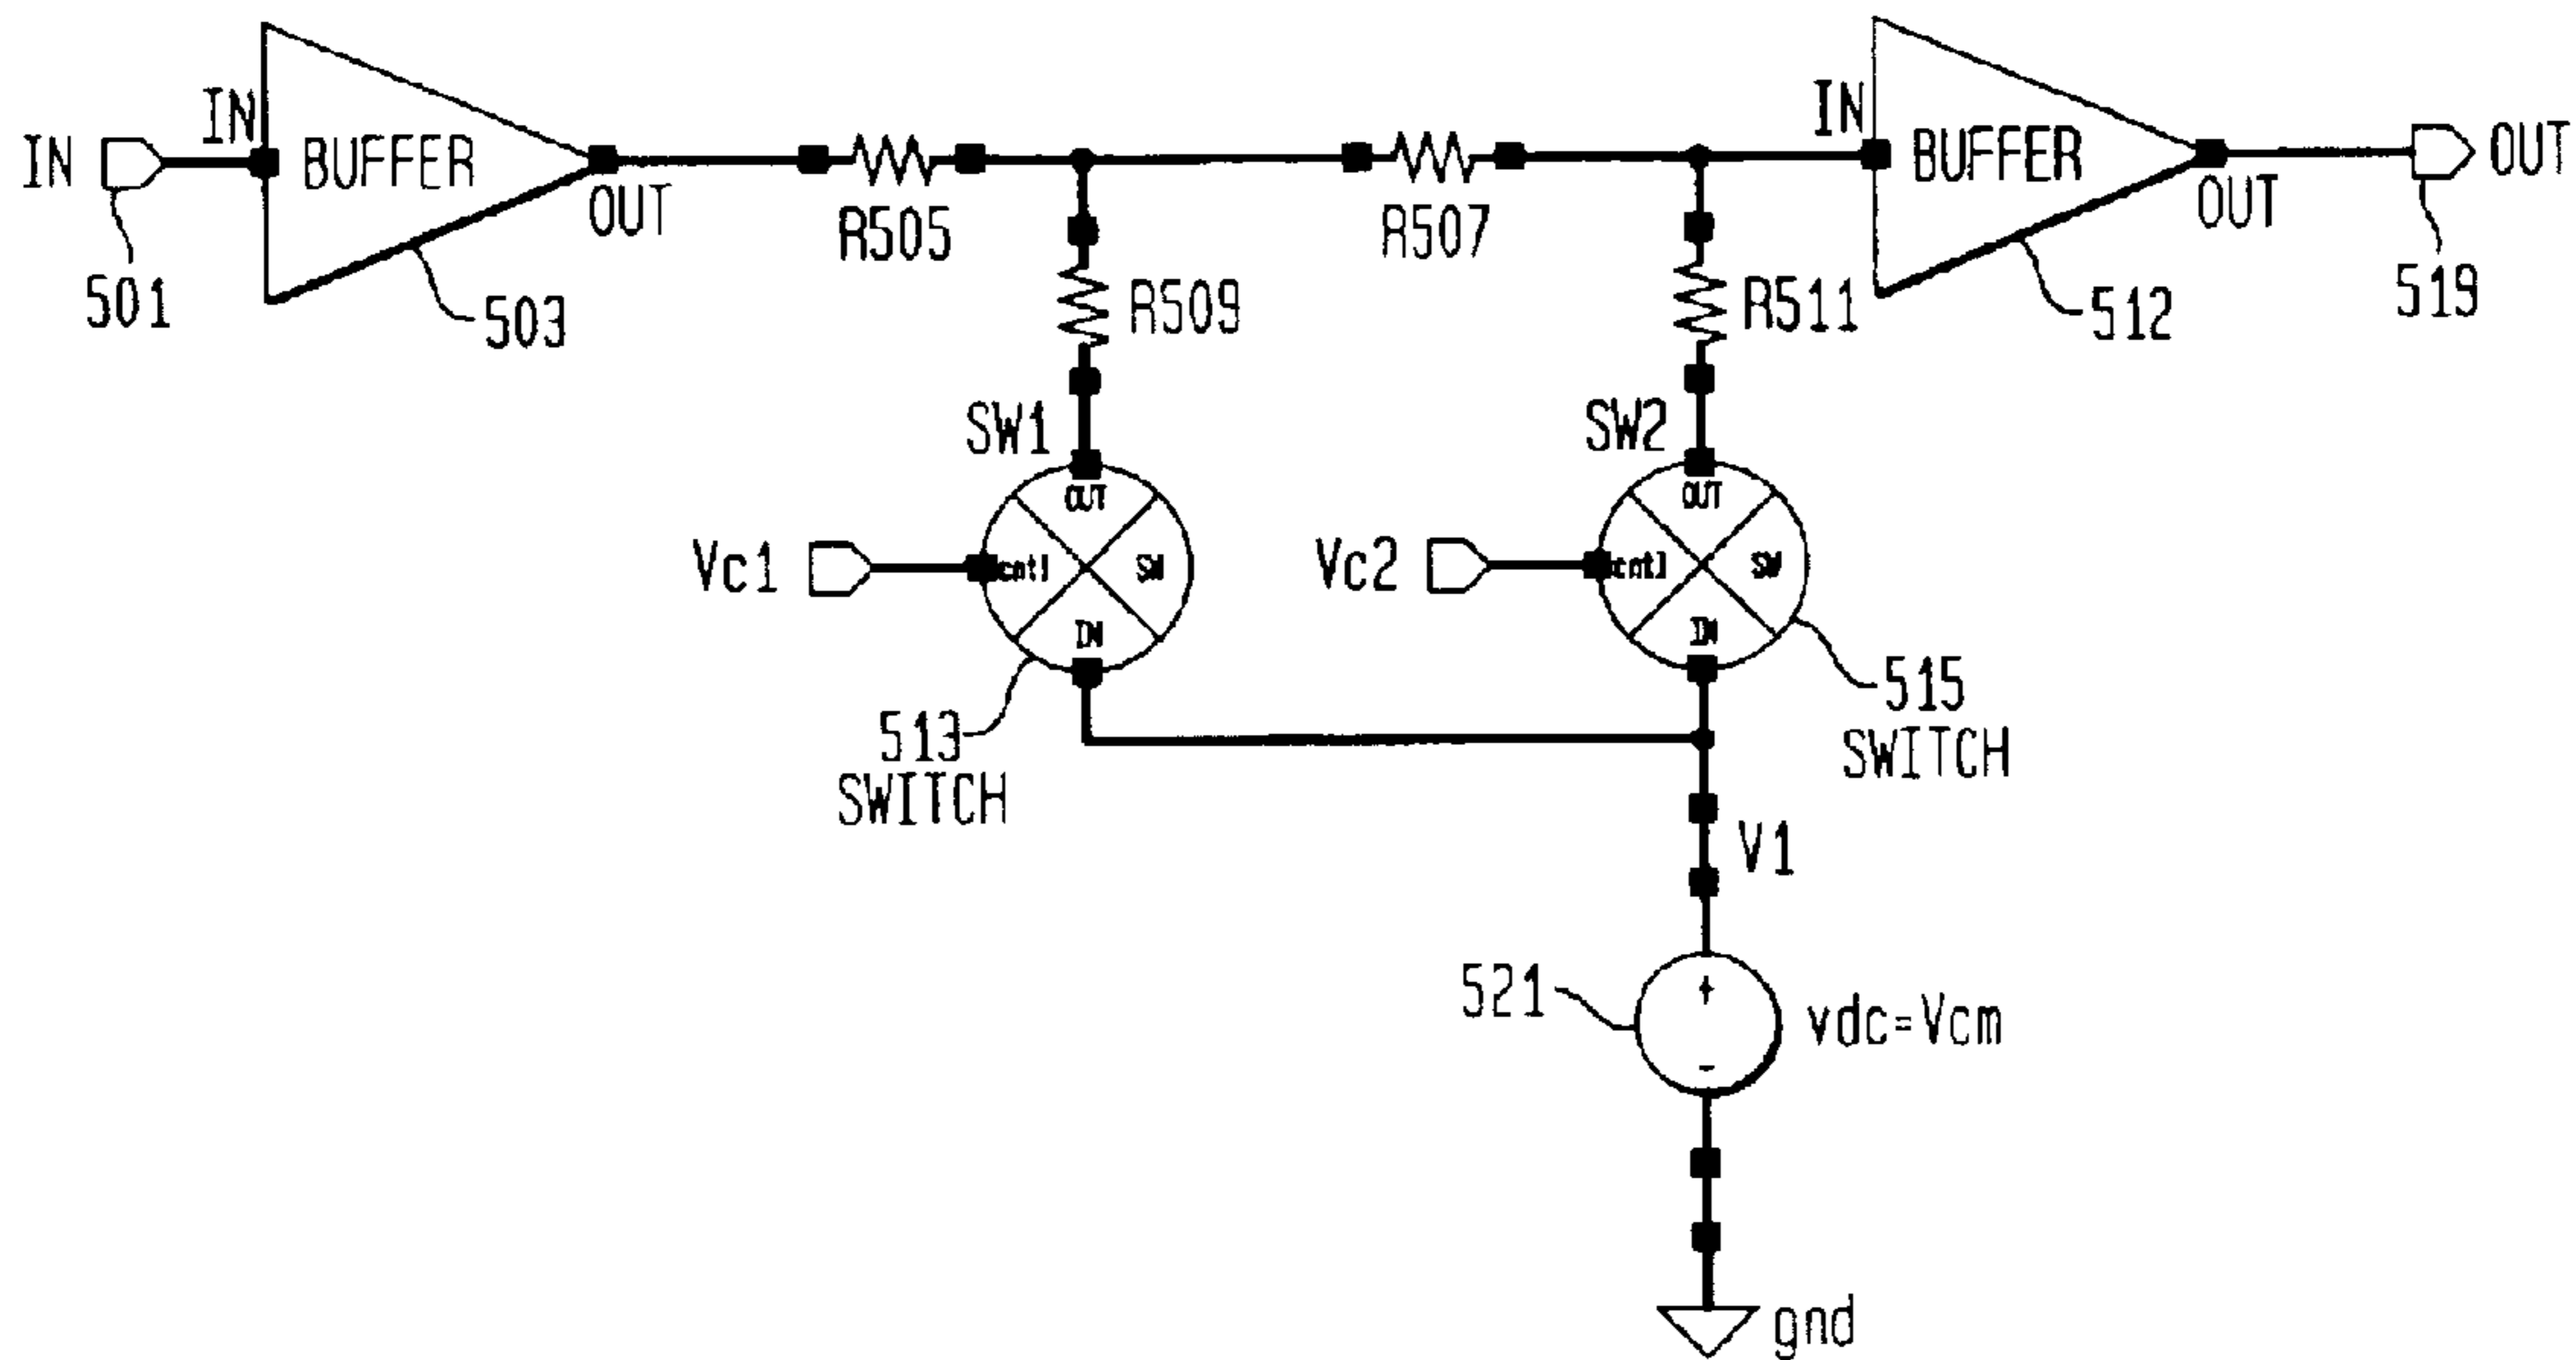 IN
501
IN
BUFFER
OUT
503
R505
R509
R507
R511
IN
BUFFER
OUT
512
OUT
519
SW1
OUT
cntl
SW
IN
Vc1
513
SWITCH
SW2
OUT
cntl
SW
IN
Vc2
515
SWITCH
V1
521
+
-
vdc=Vcm
gnd